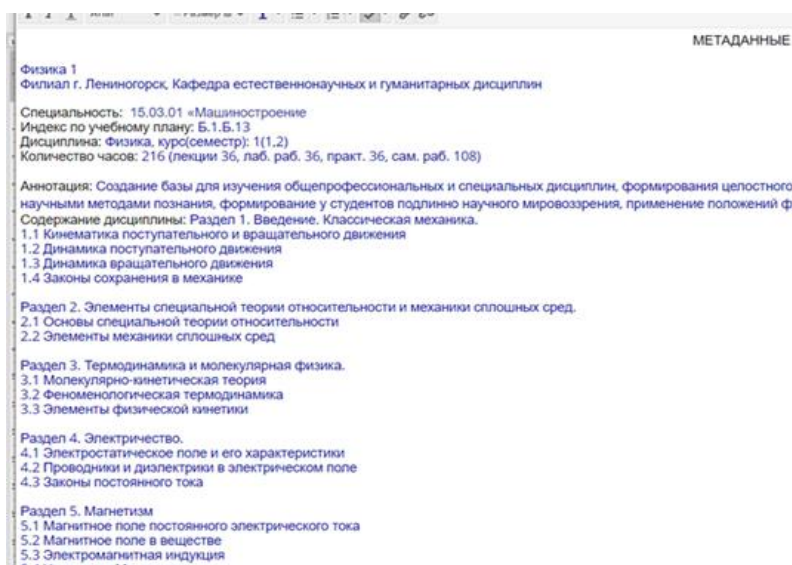 МЕТАДАННЫЕ
Физика 1
Филиал г. Лениногорск, Кафедра естественнонаучных и гуманитарных дисциплин
Специальность: 15.03.01 «Машиностроение
Индекс по учебному плану: Б.1.Б.13
Дисциплина: Физика, курс(семестр): 1(1,2)
Количество часов: 216 (лекции 36, лаб. раб. 36, практ. 36, сам. раб. 108)
Аннотация: Создание базы для изучения общепрофессиональных и специальных дисциплин, формирования целостного
научными методами познания, формирование у студентов подлинно научного мировоззрения, применение положений ф
Содержание дисциплины: Раздел 1. Введение. Классическая механика.
1.1 Кинематика поступательного и вращательного движения
1.2 Динамика поступательного движения
1.3 Динамика вращательного движения
1.4 Законы сохранения в механике
Раздел 2. Элементы специальной теории относительности и механики сплошных сред.
2.1 Основы специальной теории относительности
2.2 Элементы механики сплошных сред
Раздел 3. Термодинамика и молекулярная физика.
3.1 Молекулярно-кинетическая теория
3.2 Феноменологическая термодинамика
3.3 Элементы физической кинетики
Раздел 4. Электричество.
4.1 Электростатическое поле и его характеристики
4.2 Проводники и диэлектрики в электрическом поле
4.3 Законы постоянного тока
Раздел 5. Магнетизм
5.1 Магнитное поле постоянного электрического тока
5.2 Магнитное поле в веществе
5.3 Электромагнитная индукция